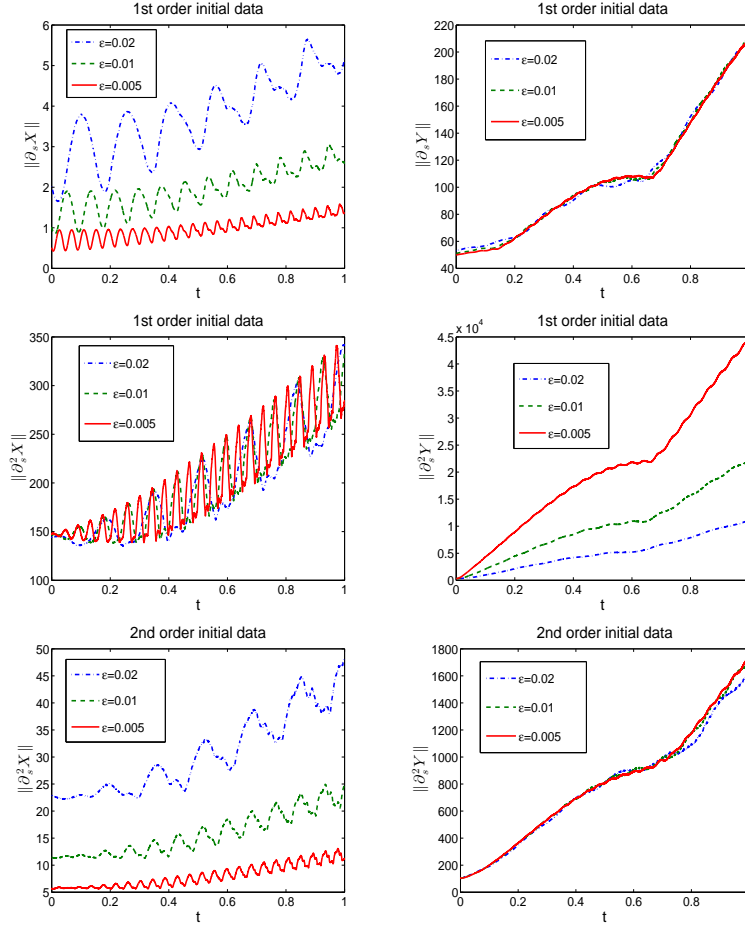 1st order initial data
6
5
4
3
2
1
0
‖∂ₛX‖
ε=0.02
ε=0.01
ε=0.005
0 0.2 0.4 0.6 0.8 1
t
1st order initial data
220
200
180
160
140
120
100
80
60
40
‖∂ₛY‖
ε=0.02
ε=0.01
ε=0.005
0 0.2 0.4 0.6 0.8
t
1st order initial data
350
300
250
200
150
100
‖∂²ₛX‖
ε=0.02
ε=0.01
ε=0.005
0 0.2 0.4 0.6 0.8 1
t
1st order initial data
x 10⁴
4.5
4
3.5
3
2.5
2
1.5
1
0.5
0
‖∂²ₛY‖
ε=0.02
ε=0.01
ε=0.005
0 0.2 0.4 0.6 0.8
t
2nd order initial data
50
45
40
35
30
25
20
15
10
5
‖∂²ₛX‖
ε=0.02
ε=0.01
ε=0.005
0 0.2 0.4 0.6 0.8 1
t
2nd order initial data
1800
1600
1400
1200
1000
800
600
400
200
0
‖∂²ₛY‖
ε=0.02
ε=0.01
ε=0.005
0 0.2 0.4 0.6 0.8
t